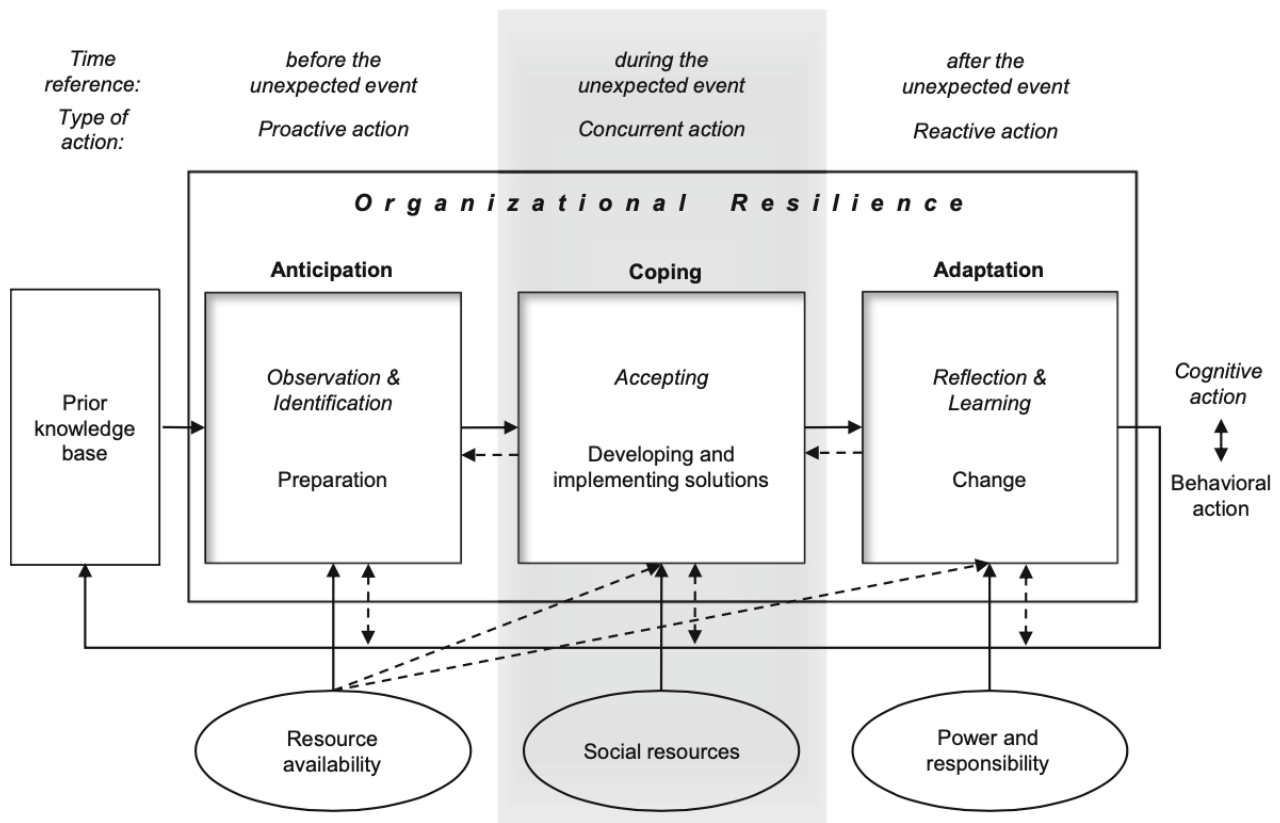 Time
reference:
before the
unexpected event
during the
unexpected event
after the
unexpected event
Type of
action:
Proactive action
Concurrent action
Reactive action
Organizational Resilience
Anticipation
Coping
Adaptation
Prior
knowledge
base
Observation &
Identification
Preparation
Accepting
Developing and
implementing solutions
Reflection &
Learning
Change
Cognitive
action
Behavioral
action
Resource
availability
Social resources
Power and
responsibility